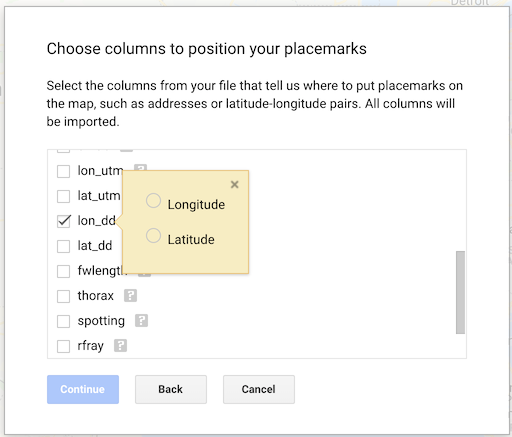 Detroit
Choose columns to position your placemarks
Select the columns from your file that tell us where to put placemarks on
the map, such as addresses or latitude-longitude pairs. All columns will
be imported.
lon_utm ?
lat_utm
lon_dd
lat_dd
Longitude
Latitude
thorax ?
spotting ?
rfray ?
Continue
Back
Cancel